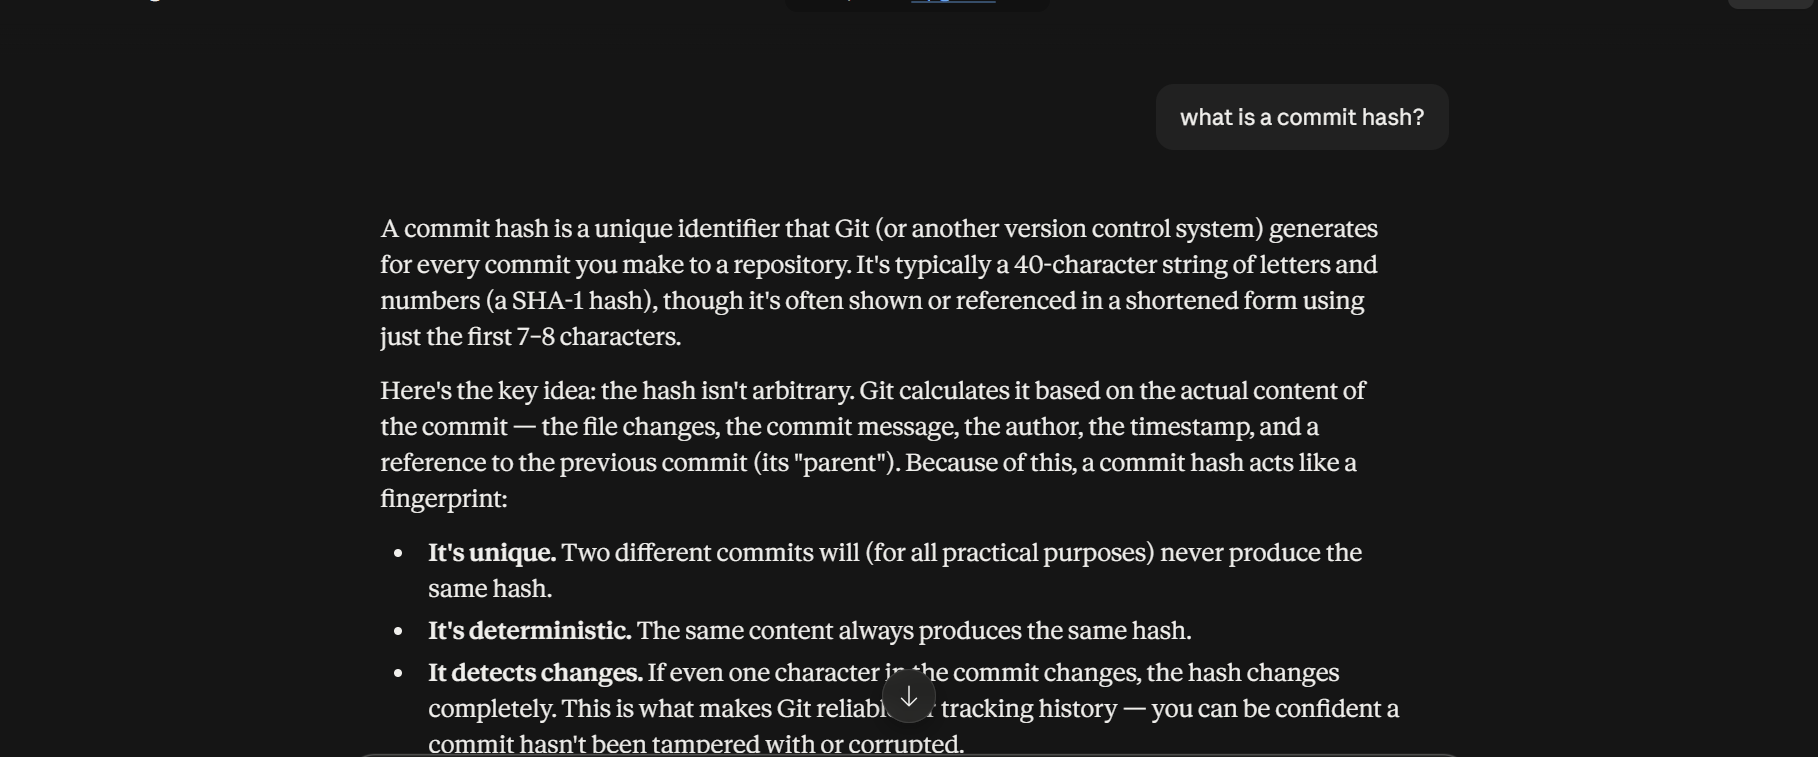 what is a commit hash?
A commit hash is a unique identifier that Git (or another version control system) generates
for every commit you make to a repository. It's typically a 40-character string of letters and
numbers (a SHA-1 hash), though it's often shown or referenced in a shortened form using
just the first 7–8 characters.
Here's the key idea: the hash isn't arbitrary. Git calculates it based on the actual content of
the commit — the file changes, the commit message, the author, the timestamp, and a
reference to the previous commit (its "parent"). Because of this, a commit hash acts like a
fingerprint:
• It's unique. Two different commits will (for all practical purposes) never produce the
same hash.
• It's deterministic. The same content always produces the same hash.
• It detects changes. If even one character in the commit changes, the hash changes
completely. This is what makes Git tracking history — you can be confident a
commit hasn't been tampered with or corrupted.